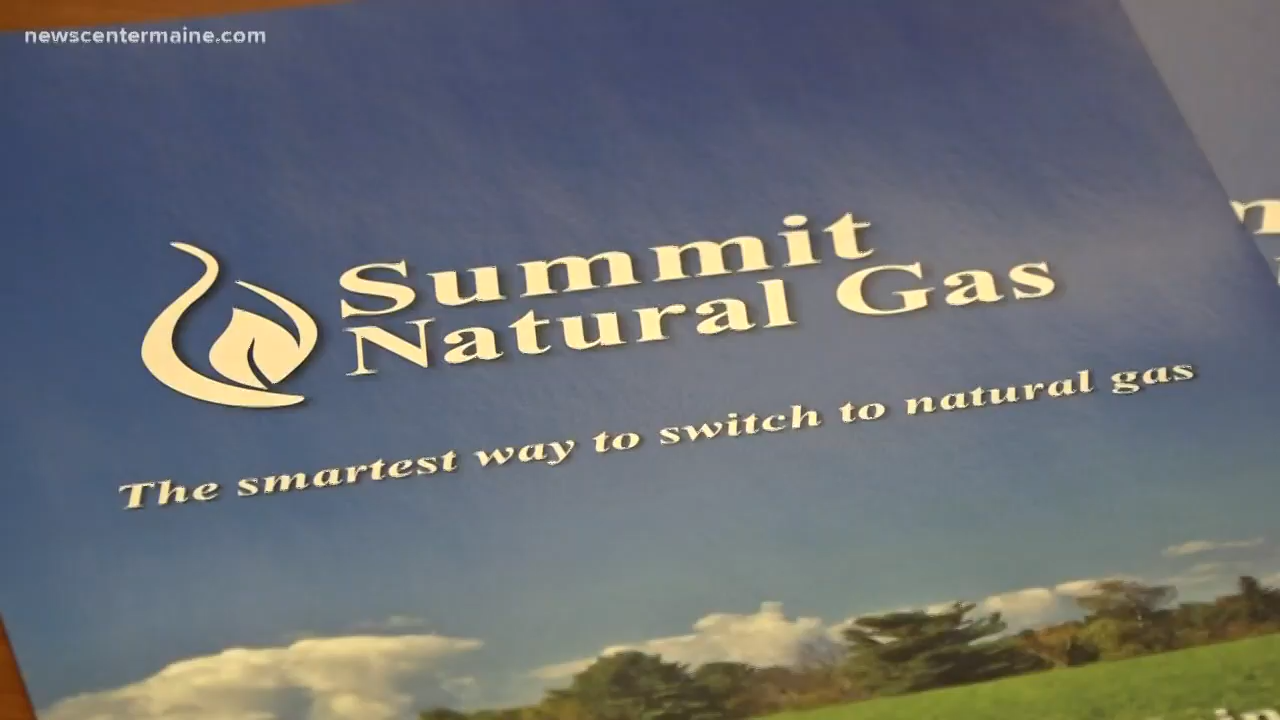 newscentermaine.com
Summit
Natural Gas
The smartest way to switch to natural gas